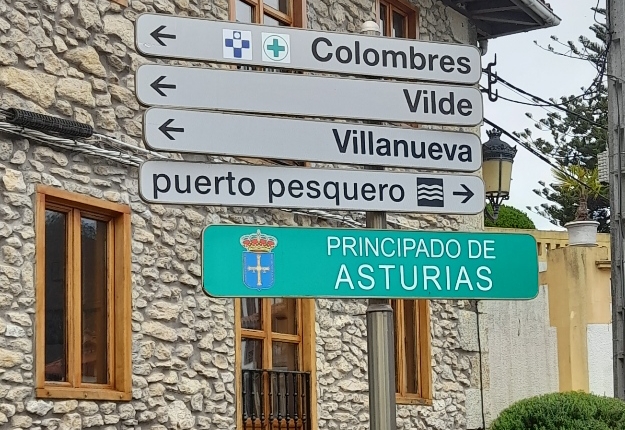 Colombres
Vilde
Villanueva
puerto pesquero
PRINCIPADO DE
ASTURIAS